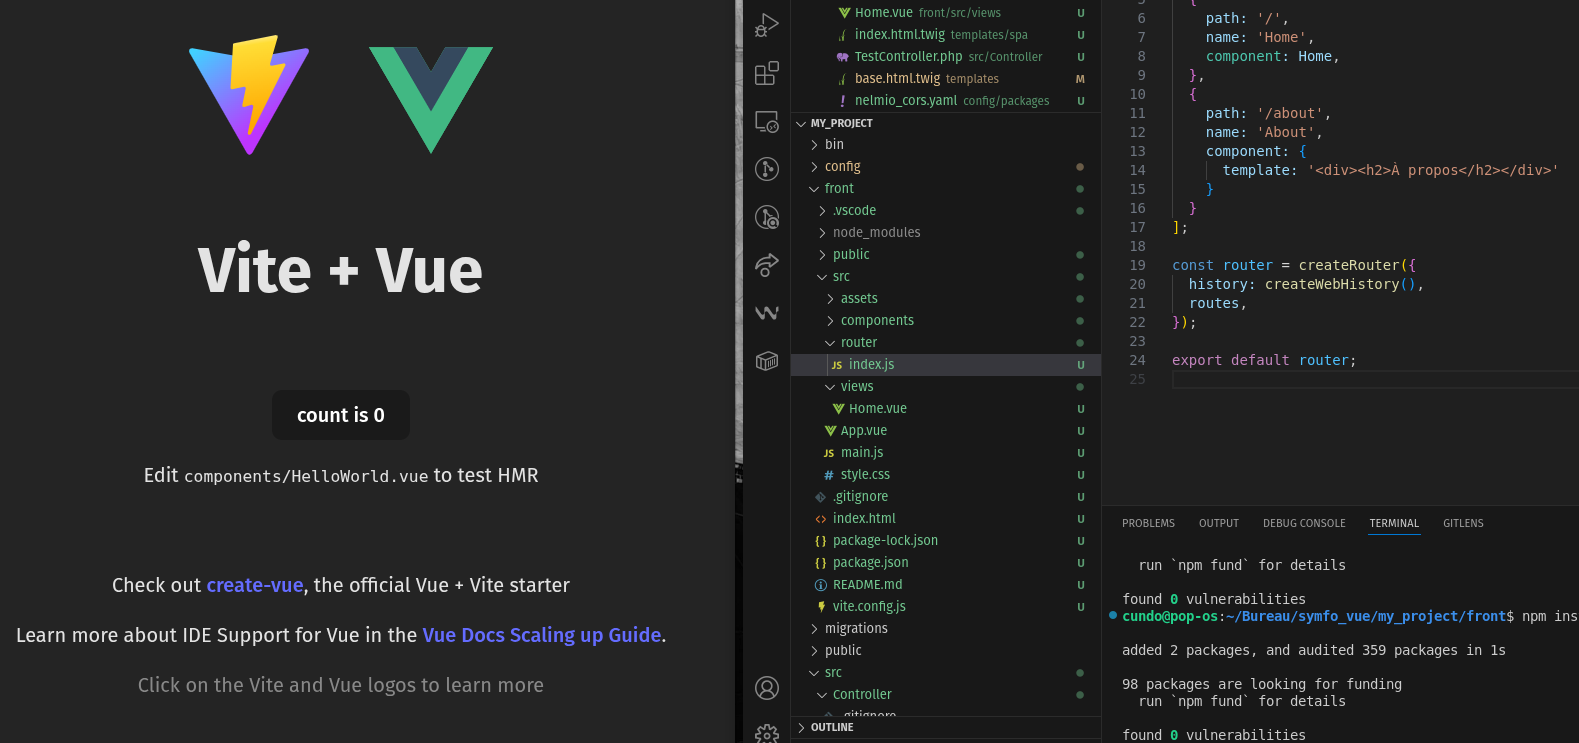 Vite + Vue
count is 0
Edit components/HelloWorld.vue to test HMR
Check out create-vue, the official Vue + Vite starter
Learn more about IDE Support for Vue in the Vue Docs Scaling up Guide.
Click on the Vite and Vue logos to learn more
Home.vue front/src/views U
index.html.twig templates/spa U
TestController.php src/Controller U
base.html.twig templates M
! nelmio_cors.yaml config/packages U
MY_PROJECT
bin
config
front
.vscode
node_modules
public
src
assets
components
router
JS index.js U
views
Home.vue U
App.vue U
JS main.js U
# style.css U
.gitignore U
<> index.html U
{} package-lock.json U
{} package.json U
README.md U
vite.config.js U
migrations
public
src
Controller
.gitignore
OUTLINE
5 {
6 path: '/',
7 name: 'Home',
8 component: Home,
9 },
10 {
11 path: '/about',
12 name: 'About',
13 component: {
14 template: '<div><h2>À propos</h2></div>'
15 }
16 }
17 ];
18
19 const router = createRouter({
20 history: createWebHistory(),
21 routes,
22 });
23
24 export default router;
25
PROBLEMS OUTPUT DEBUG CONSOLE TERMINAL GITLENS
run `npm fund` for details
found 0 vulnerabilities
cundo@pop-os:~/Bureau/symfo_vue/my_project/front$ npm ins
added 2 packages, and audited 359 packages in 1s
98 packages are looking for funding
run `npm fund` for details
found 0 vulnerabilities